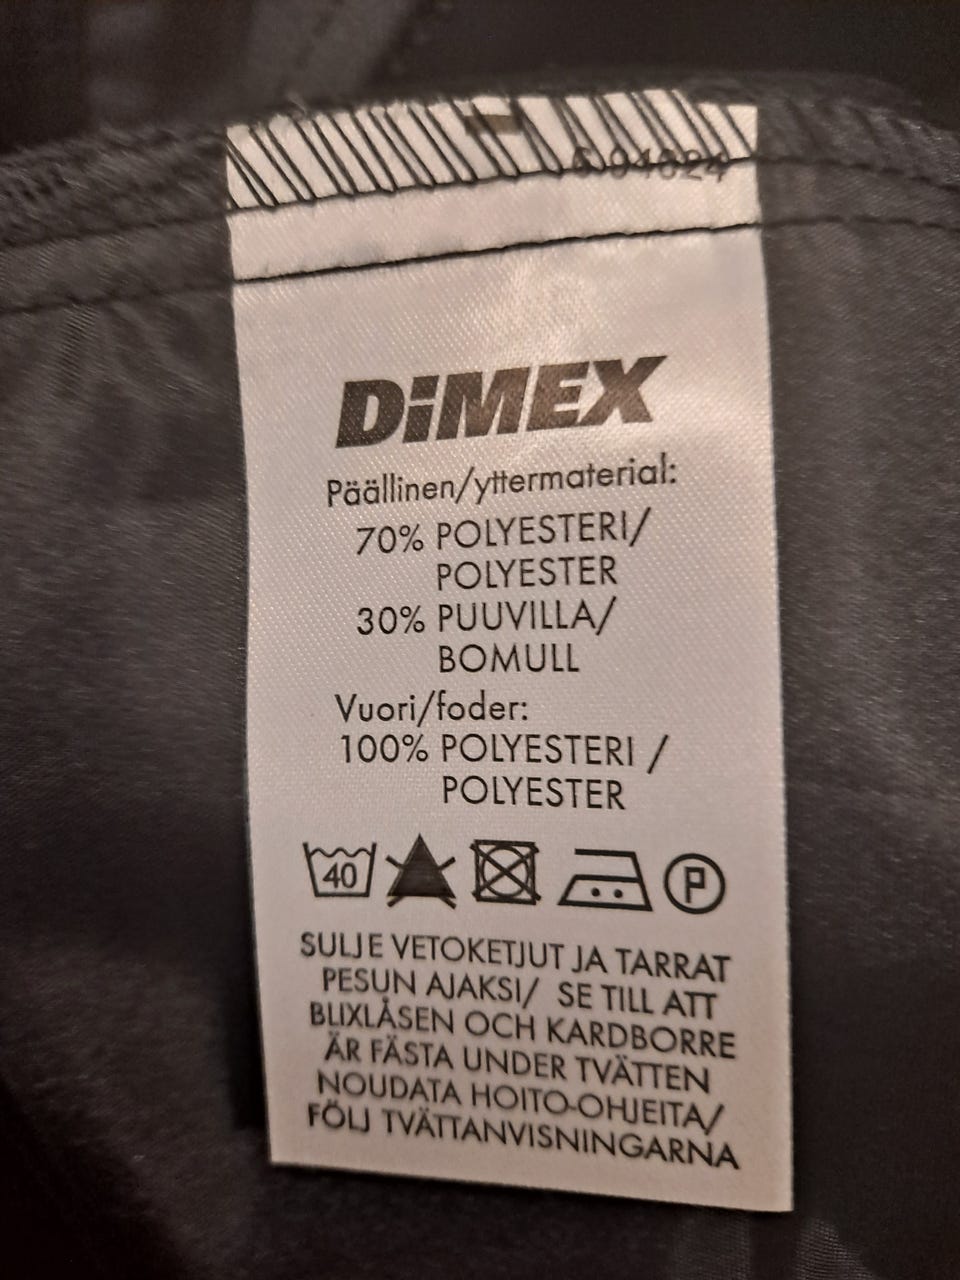 DiMEX
Päällinen/yttermaterial:
70% POLYESTERI/
POLYESTER
30% PUUVILLA/
BOMULL
Vuori/foder:
100% POLYESTERI /
POLYESTER
40 P
SULJE VETOKETJUT JA TARRAT
PESUN AJAKSI/ SE TILL ATT
BLIXLÅSEN OCH KARDBORRE
ÄR FÄSTA UNDER TVÄTTEN
NOUDATA HOITO-OHJEITA/
FÖLJ TVÄTTANVISNINGARNA